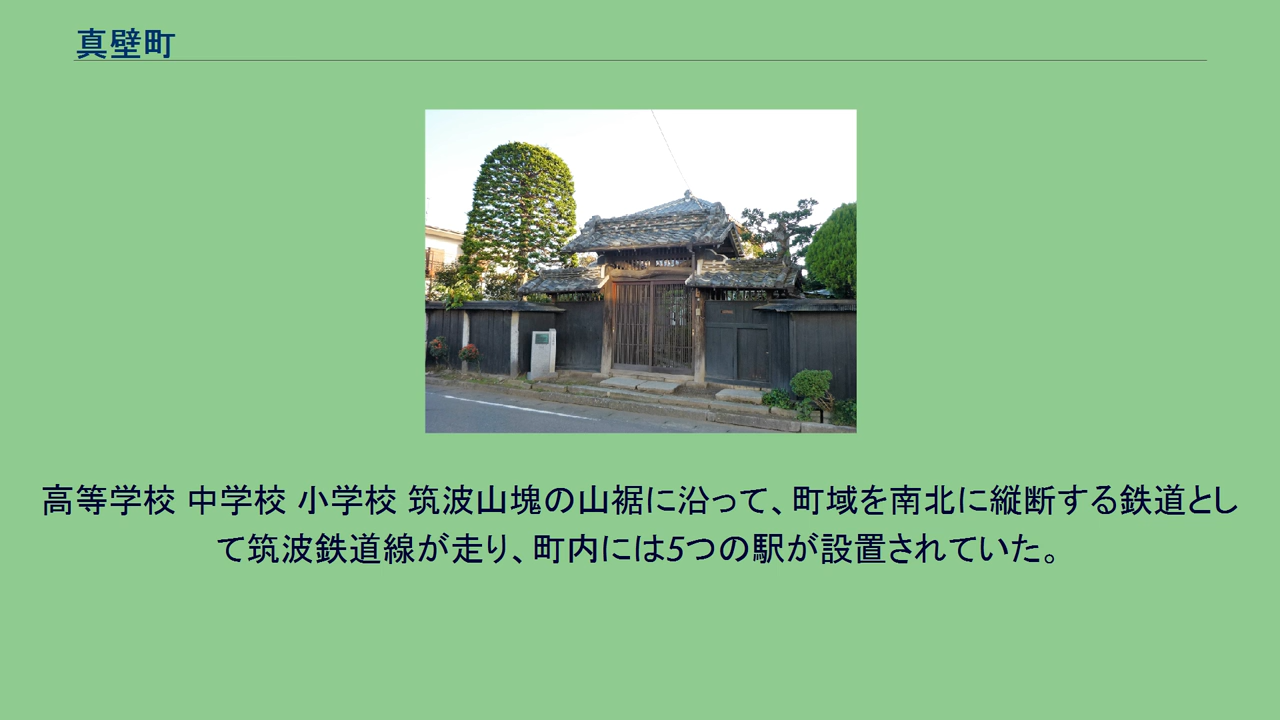 真壁町
高等学校 中学校 小学校 筑波山塊の山裾に沿って、町域を南北に縦断する鉄道とし
て筑波鉄道線が走り、町内には5つの駅が設置されていた。